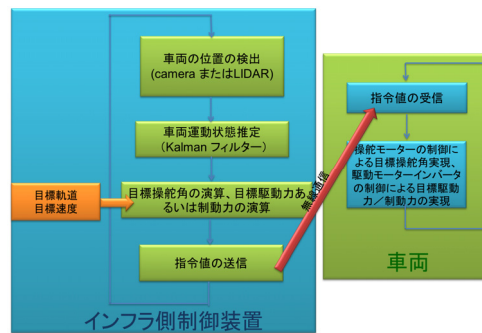 車両の位置の検出
(camera またはLIDAR)
車両運動状態推定
（Kalman フィルター）
目標軌道
目標速度
目標操舵角の演算、目標駆動力あ
るいは制動力の演算
指令値の送信
インフラ側制御装置
無線通信
指令値の受信
操舵モーターの制御によ
る目標操舵角実現、
駆動モーターインバータ
の制御による目標駆動
力／制動力の実現
車両